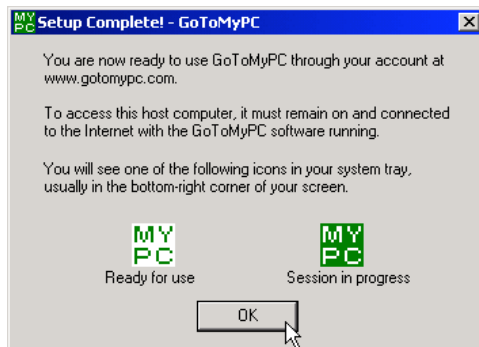 MY
PC
Setup Complete! - GoToMyPC
You are now ready to use GoToMyPC through your account at
www.gotomypc.com.
To access this host computer, it must remain on and connected
to the Internet with the GoToMyPC software running.
You will see one of the following icons in your system tray,
usually in the bottom-right corner of your screen.
MY
PC
MY
PC
Ready for use
Session in progress
OK